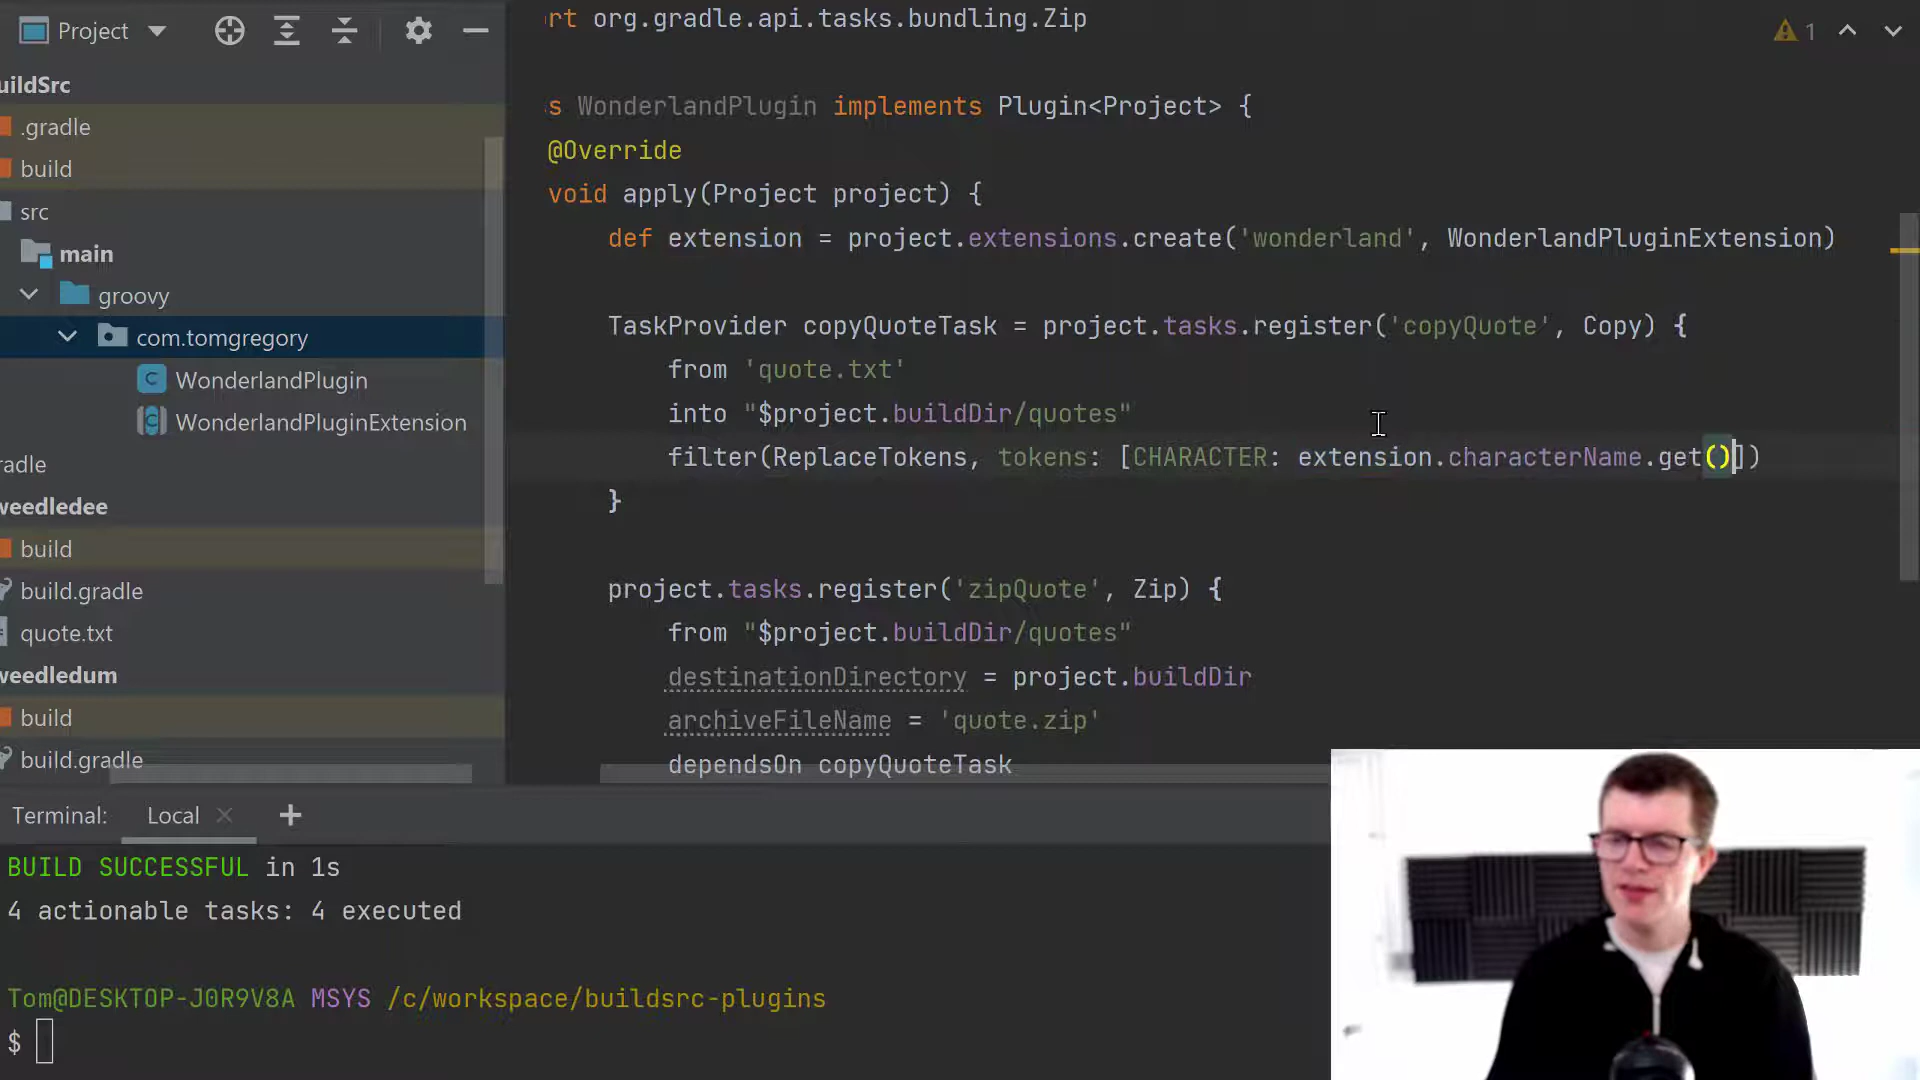 Project
uildSrc
.gradle
build
src
main
groovy
com.tomgregory
WonderlandPlugin
WonderlandPluginExtension
radle
weedledee
build
build.gradle
quote.txt
weedledum
build
build.gradle
rt org.gradle.api.tasks.bundling.Zip
1
s WonderlandPlugin implements Plugin<Project> {
@Override
void apply(Project project) {
def extension = project.extensions.create('wonderland', WonderlandPluginExtension)
TaskProvider copyQuoteTask = project.tasks.register('copyQuote', Copy) {
from 'quote.txt'
into "$project.buildDir/quotes"
filter(ReplaceTokens, tokens: [CHARACTER: extension.characterName.get()])
}
project.tasks.register('zipQuote', Zip) {
from "$project.buildDir/quotes"
destinationDirectory = project.buildDir
archiveFileName = 'quote.zip'
dependsOn copyQuoteTask
Terminal: Local
BUILD SUCCESSFUL in 1s
4 actionable tasks: 4 executed
Tom@DESKTOP-J0R9V8A MSYS /c/workspace/buildsrc-plugins
$